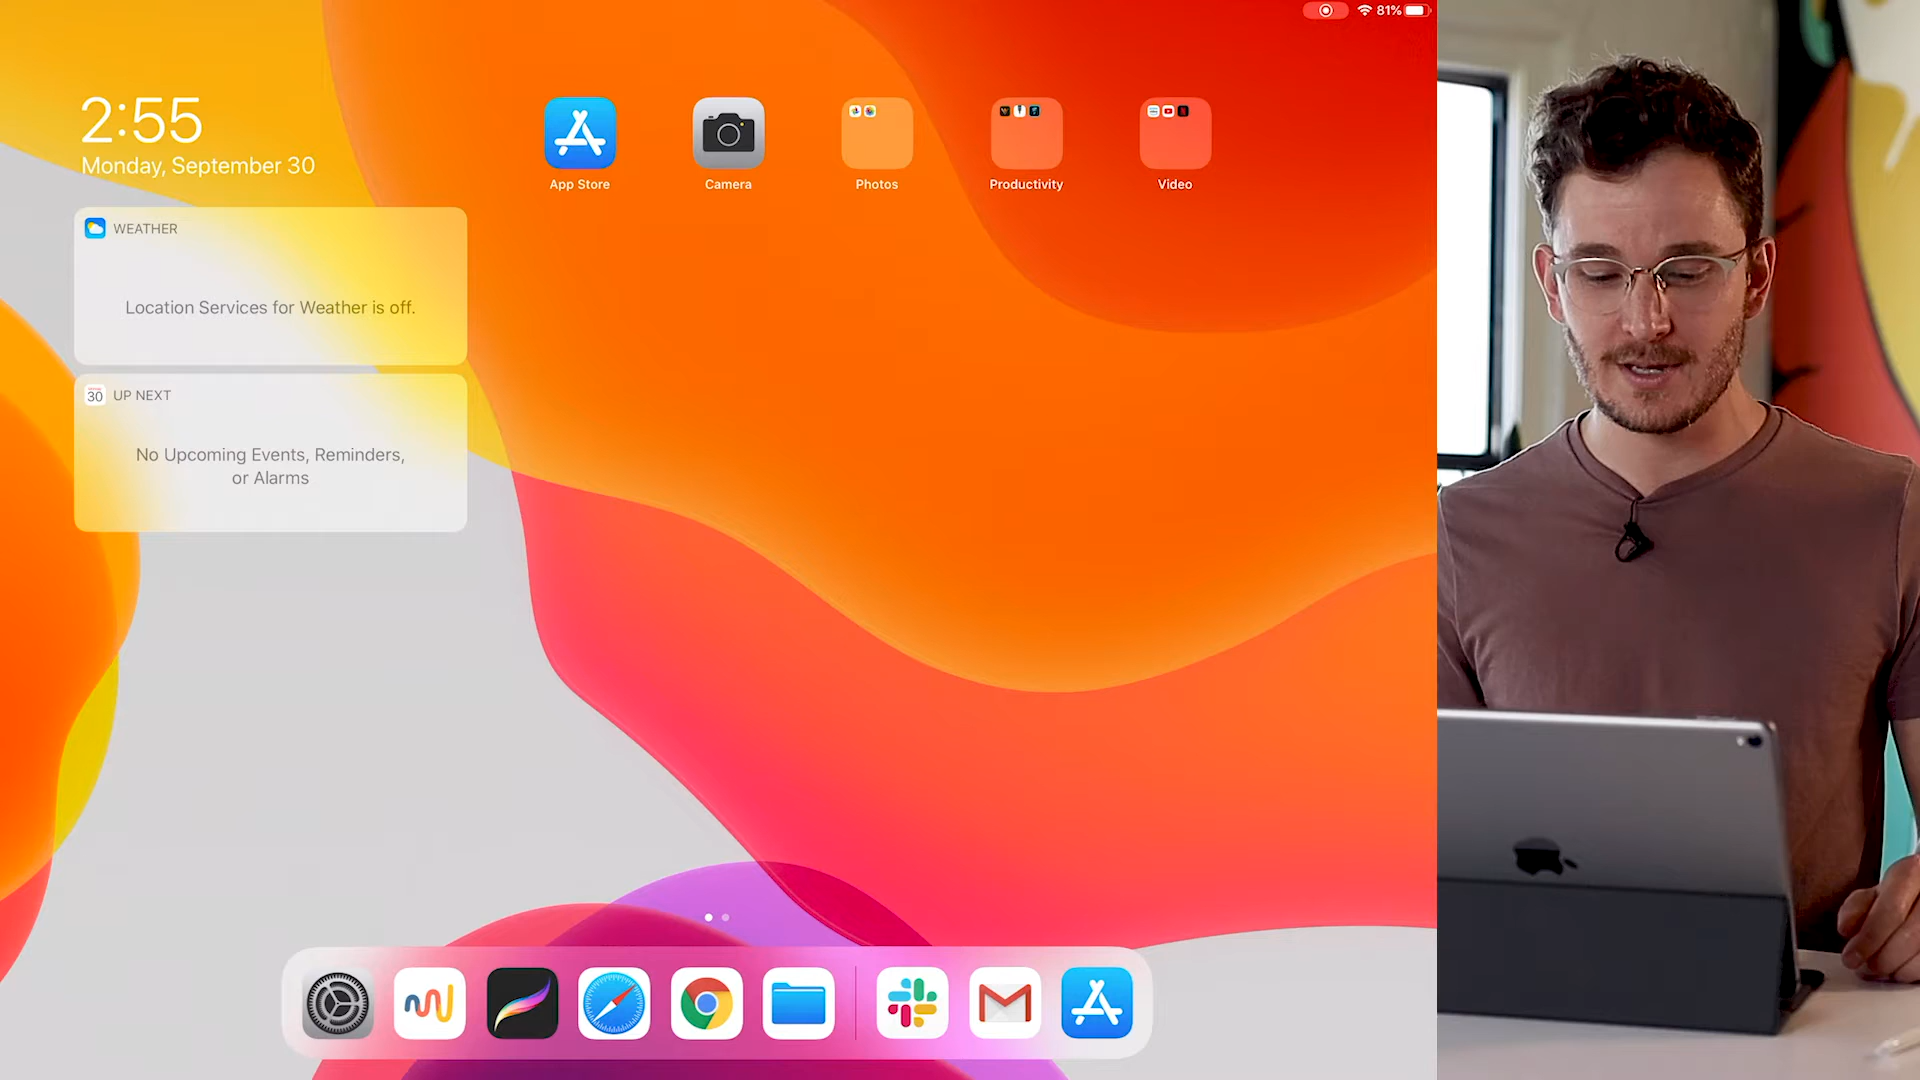 81%
2:55
Monday, September 30
WEATHER
Location Services for Weather is off.
30 UP NEXT
No Upcoming Events, Reminders,
or Alarms
App Store
Camera
Photos
Productivity
Video